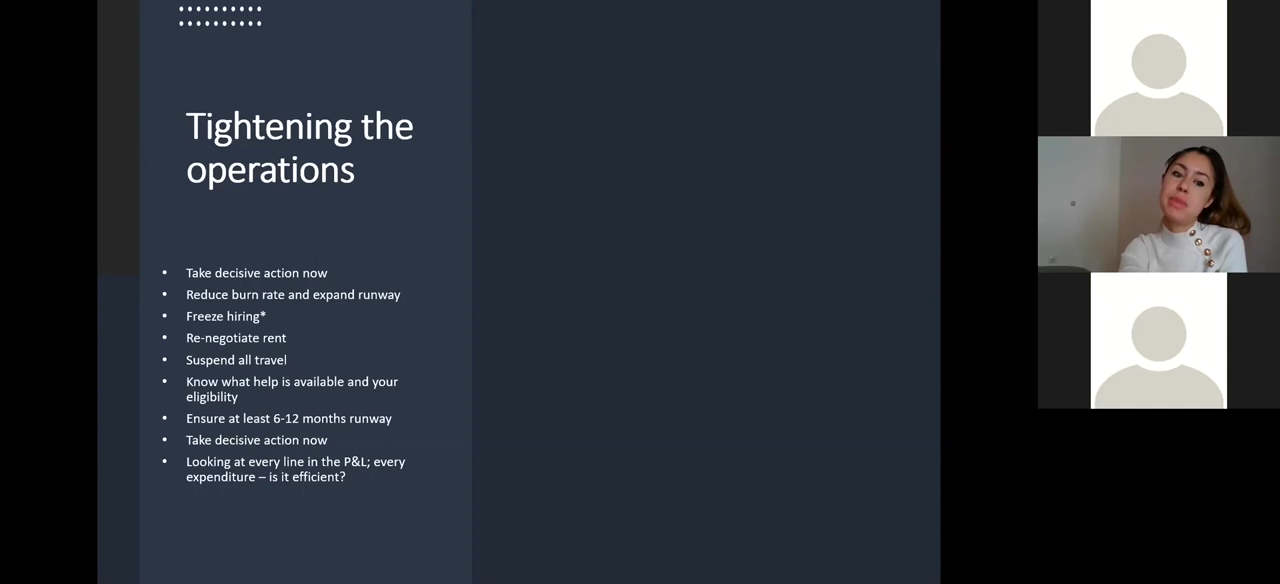 Tightening the
operations
• Take decisive action now
• Reduce burn rate and expand runway
• Freeze hiring*
• Re-negotiate rent
• Suspend all travel
• Know what help is available and your
eligibility
• Ensure at least 6-12 months runway
• Take decisive action now
• Looking at every line in the P&L; every
expenditure – is it efficient?